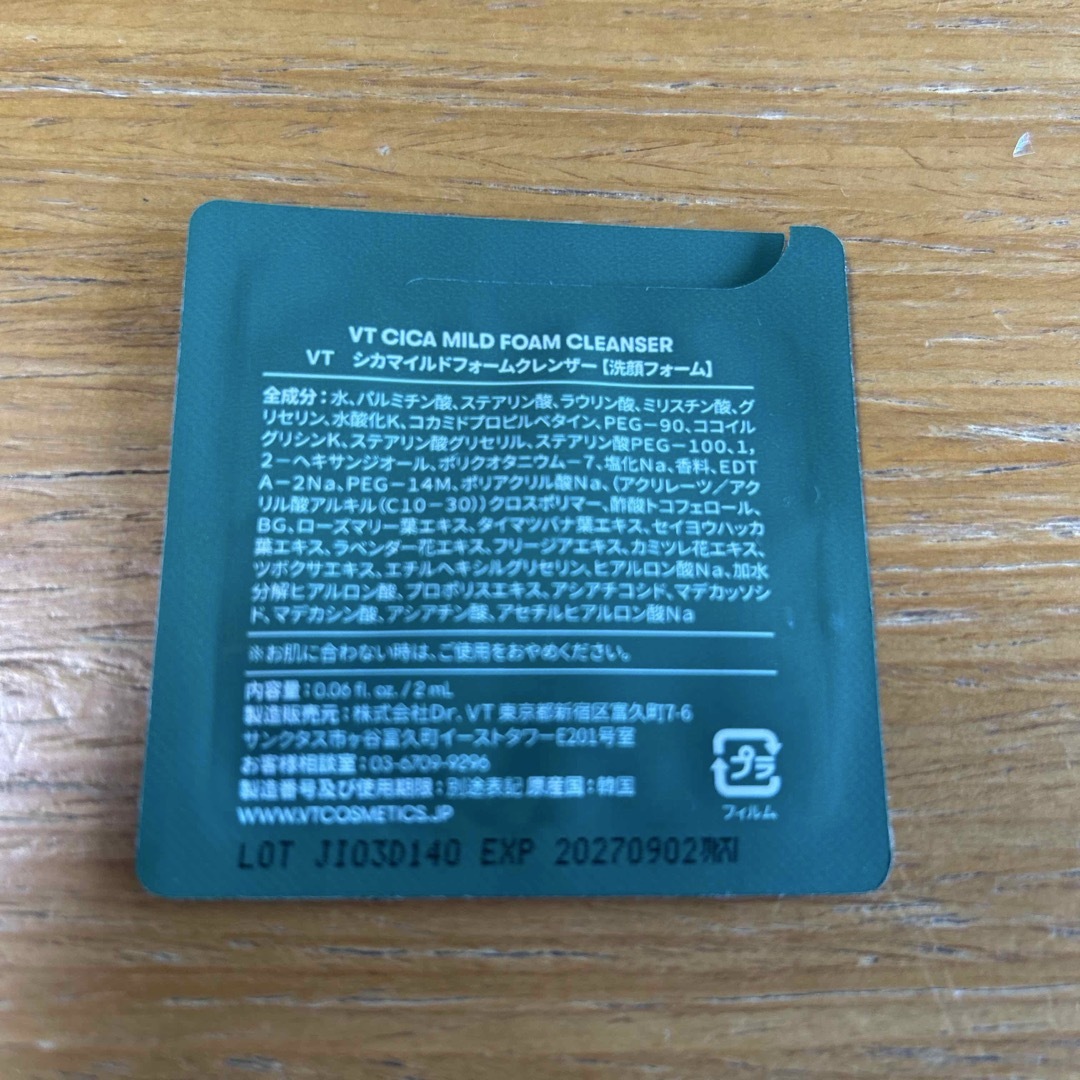 VT CICA MILD FOAM CLEANSER
VT シカマイルドフォームクレンザー【洗顔フォーム】
全成分：水、パルミチン酸、ステアリン酸、ラウリン酸、ミリスチン酸、グ
リセリン、水酸化K、コカミドプロピルベタイン、PEG－90、ココイル
グリシンK、ステアリン酸グリセリル、ステアリン酸PEG－100、1，
2－ヘキサンジオール、ポリクオタニウム－7、塩化Na、香料、EDT
A－2Na、PEG－14M、ポリアクリル酸Na、（アクリレーツ／アク
リル酸アルキル（C10－30））クロスポリマー、酢酸トコフェロール、
BG、ローズマリー葉エキス、タイマツバナ葉エキス、セイヨウハッカ
葉エキス、ラベンダー花エキス、フリージアエキス、カミツレ花エキス、
ツボクサエキス、エチルヘキシルグリセリン、ヒアルロン酸Na、加水
分解ヒアルロン酸、プロポリスエキス、アシアチコシド、マデカッソシ
ド、マデカシン酸、アシアチン酸、アセチルヒアルロン酸Na
※お肌に合わない時は、ご使用をおやめください。
内容量：0.06 fl. oz. / 2 mL
製造販売元：株式会社Dr. VT 東京都新宿区富久町7-6
サンクタス市ヶ谷富久町イーストタワーE201号室
お客様相談室：03-6709-9296
製造番号及び使用期限：別途表記 原産国：韓国
WWW.VTCOSMETICS.JP
プラ
フィルム
LOT JI03D140 EXP 20270902까지